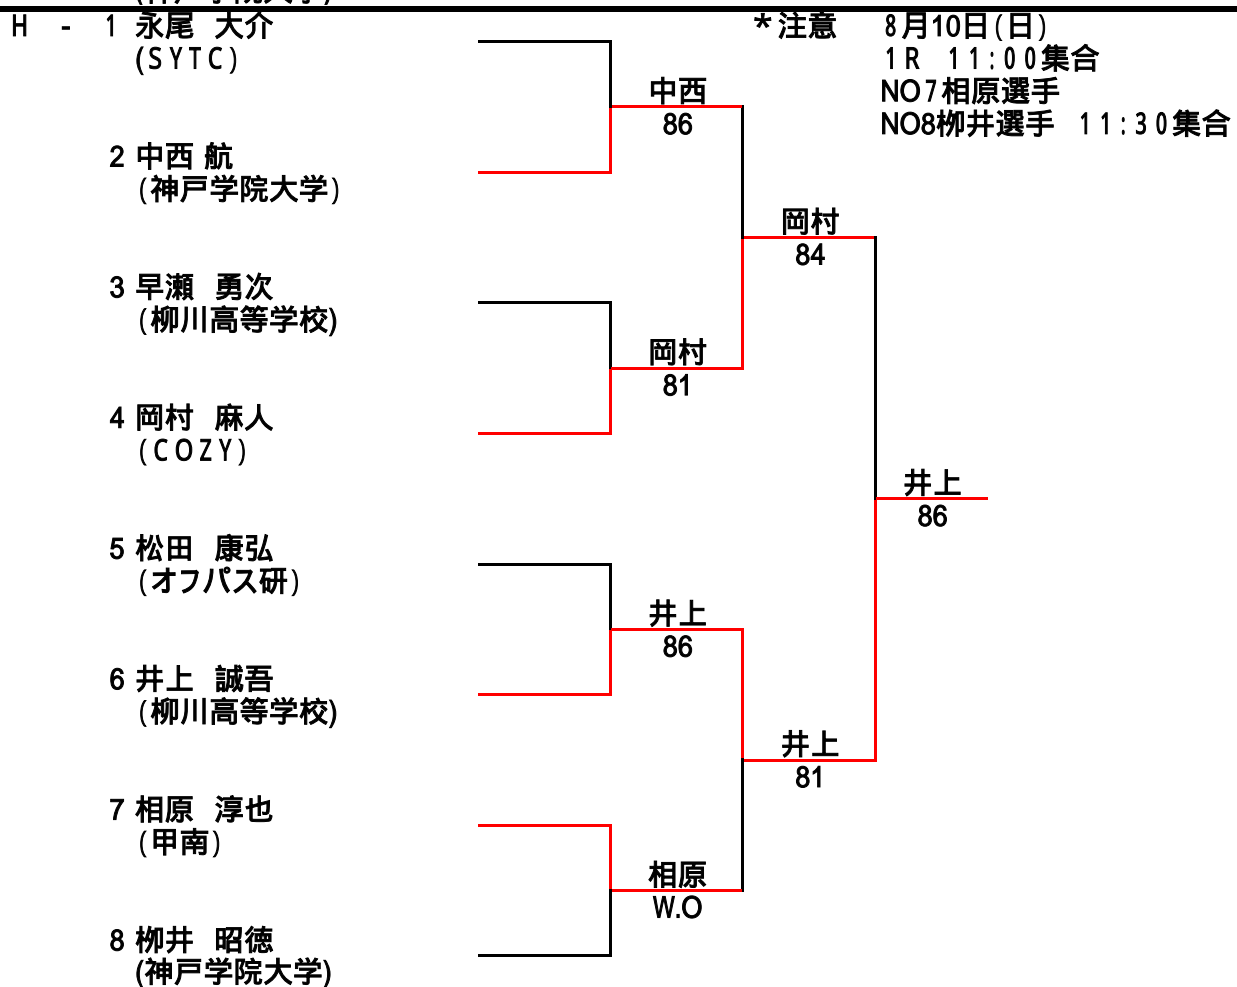 H - 1 永尾 大介
(SYTC)
*注意 8月10日(日)
1R 11:00集合
NO7相原選手
NO8栁井選手 11:30集合
中西
86
2 中西 航
(神戸学院大学)
岡村
84
3 早瀬 勇次
(柳川高等学校)
岡村
81
4 岡村 麻人
(COZY)
井上
86
5 松田 康弘
(オフパス研)
井上
86
6 井上 誠吾
(柳川高等学校)
井上
81
7 相原 淳也
(甲南)
相原
W.O
8 栁井 昭徳
(神戸学院大学)